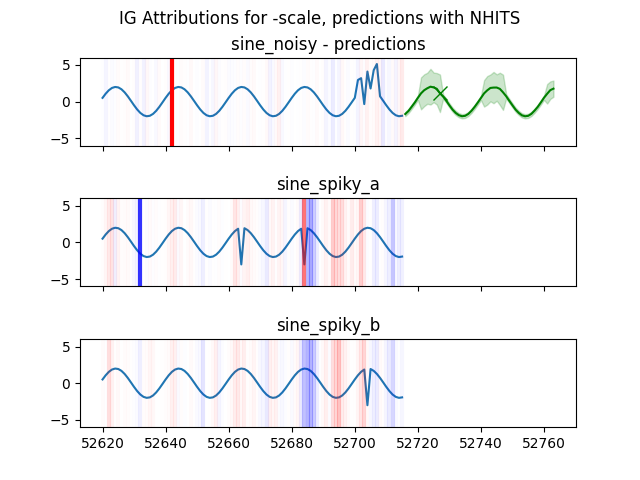 IG Attributions for -scale, predictions with NHITS
sine_noisy - predictions
5
0
−5
sine_spiky_a
5
0
−5
sine_spiky_b
5
0
−5
52620 52640 52660 52680 52700 52720 52740 52760